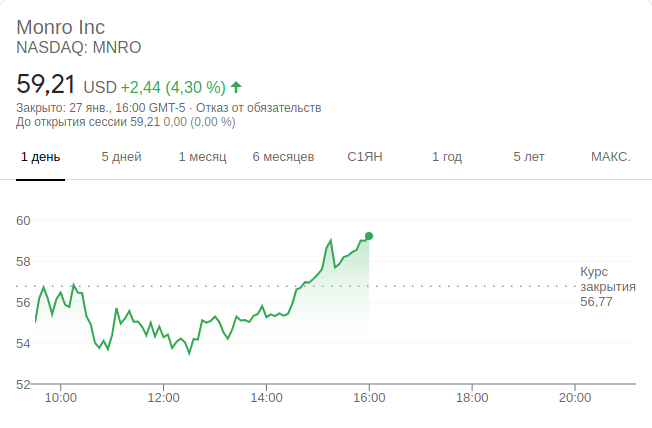 Monro Inc
NASDAQ: MNRO
59,21 USD +2,44 (4,30 %)
Закрыто: 27 янв., 16:00 GMT-5 · Отказ от обязательств
До открытия сессии 59,21 0,00 (0,00 %)
1 день 5 дней 1 месяц 6 месяцев С1ЯН 1 год 5 лет МАКС.
60
58
Курс
закрытия
56,77
56
54
52
10:00 12:00 14:00 16:00 18:00 20:00